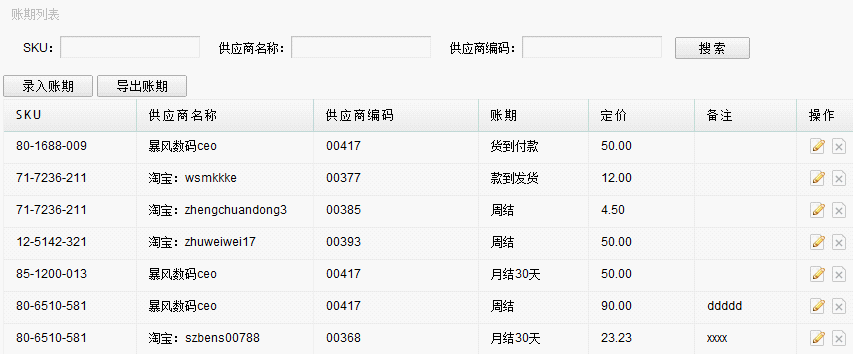 账期列表
SKU: 供应商名称: 供应商编码: 搜索
录入账期 导出账期
SKU 供应商名称 供应商编码 账期 定价 备注 操作
80-1688-009 暴风数码ceo 00417 货到付款 50.00
71-7236-211 淘宝：wsmkkke 00377 款到发货 12.00
71-7236-211 淘宝：zhengchuandong3 00385 周结 4.50
12-5142-321 淘宝：zhuweiwei17 00393 周结 50.00
85-1200-013 暴风数码ceo 00417 月结30天 50.00
80-6510-581 暴风数码ceo 00417 周结 90.00 ddddd
80-6510-581 淘宝：szbens00788 00368 月结30天 23.23 xxxx